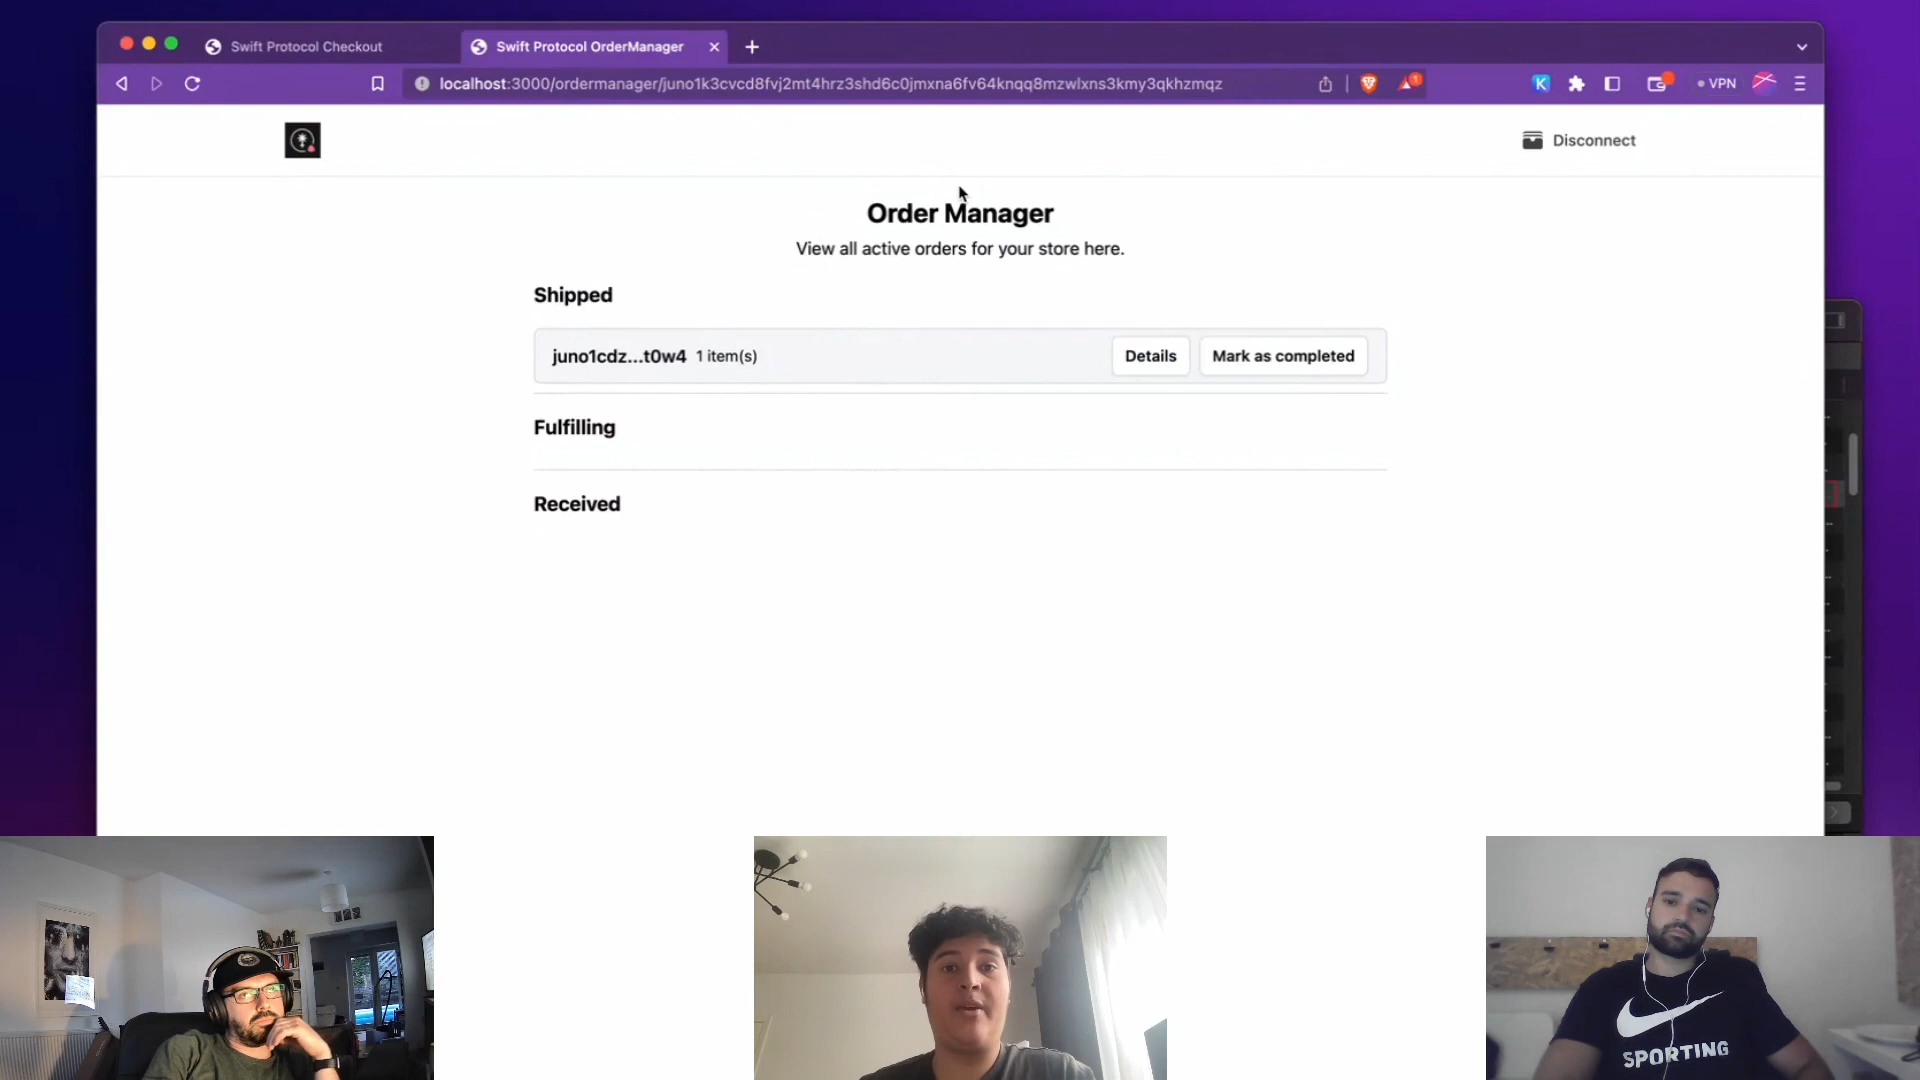 Swift Protocol Checkout
Swift Protocol OrderManager
localhost:3000/ordermanager/juno1k3cvcd8fvj2mt4hrz3shd6c0jmxna6fv64knqq8mzwlxns3kmy3qkhzmqz
1
K
VPN
Disconnect
Order Manager
View all active orders for your store here.
Shipped
juno1cdz...t0w4 1 item(s)
Details
Mark as completed
Fulfilling
Received
SPORTING